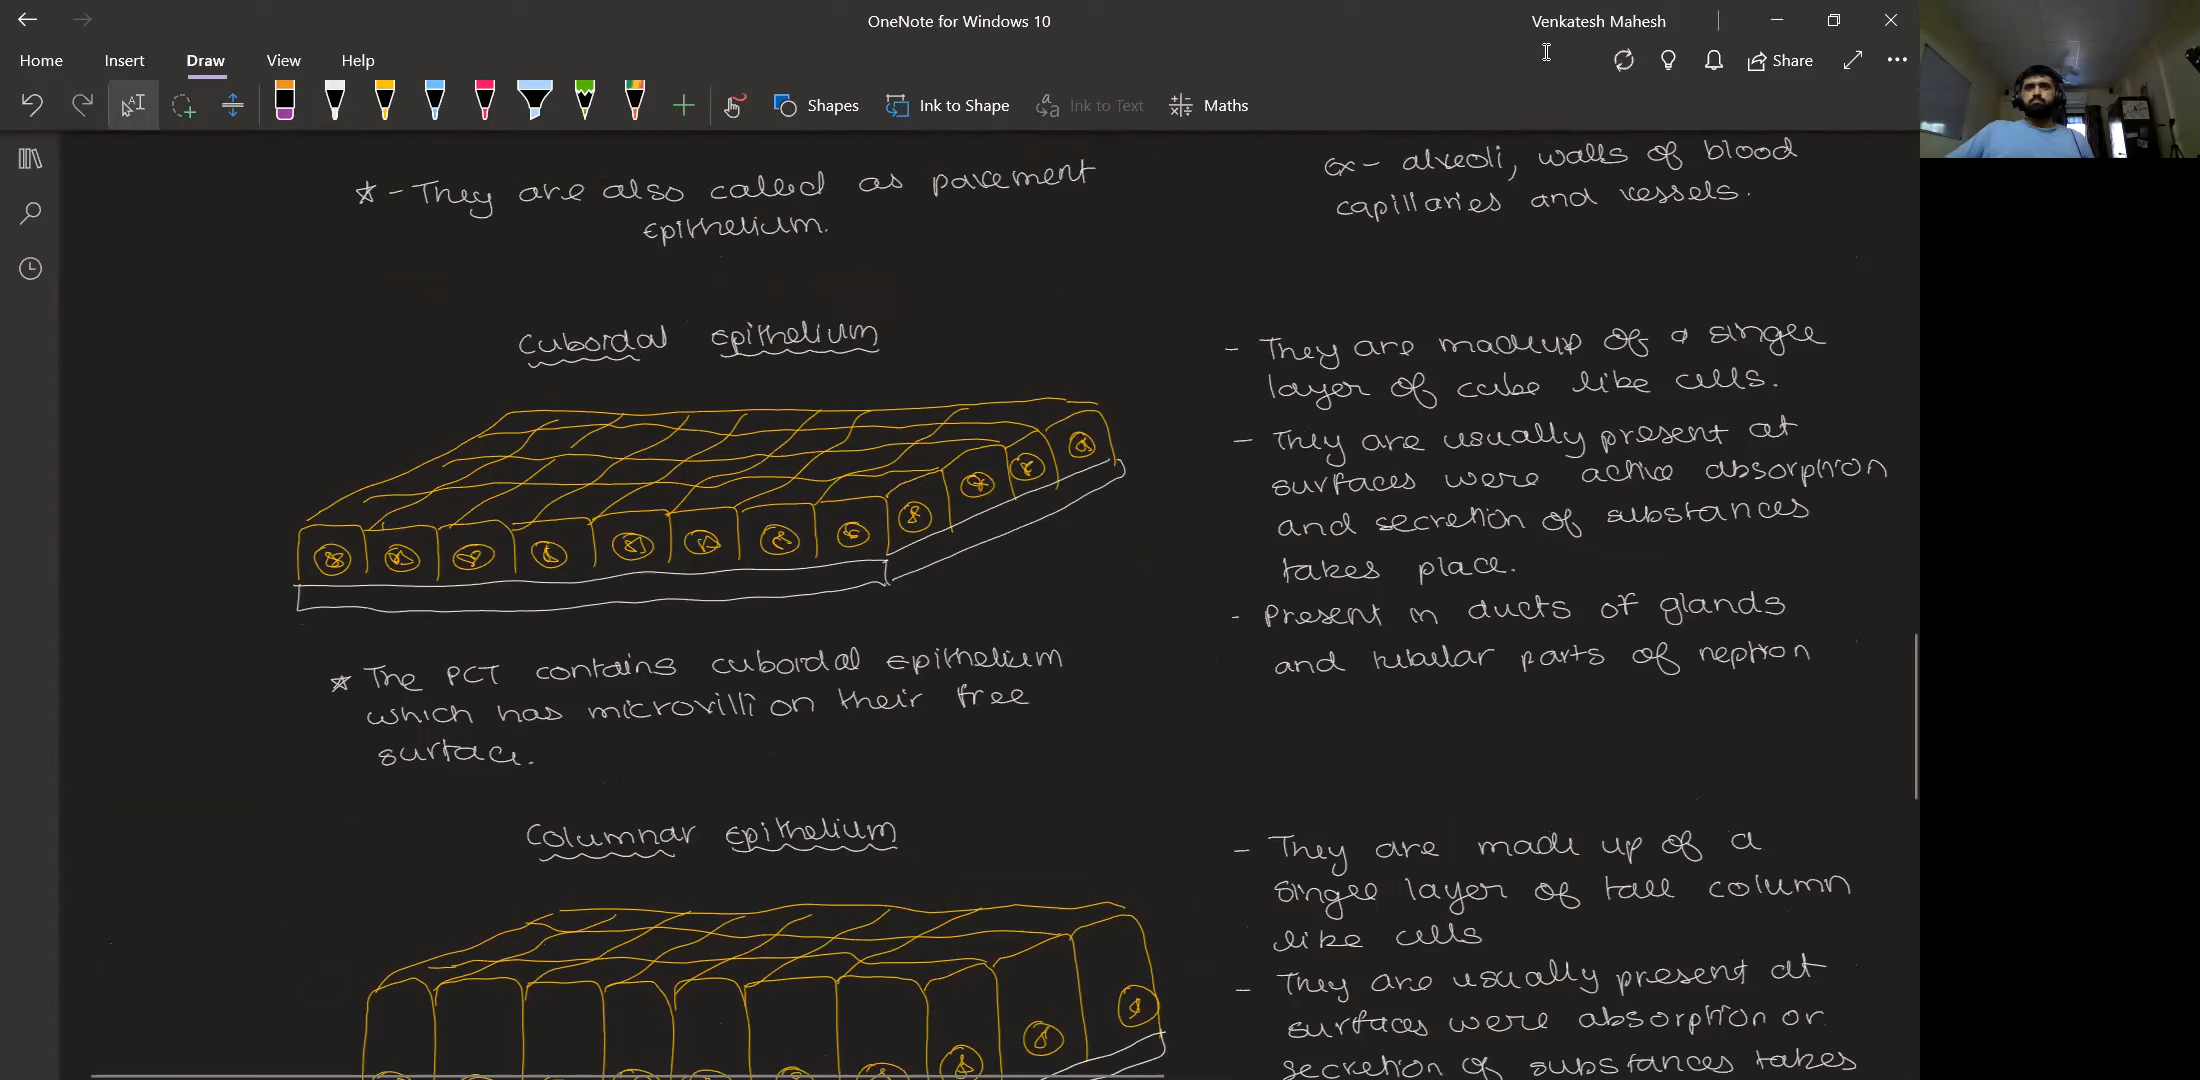 OneNote for Windows 10
Venkatesh Mahesh
Home Insert Draw View Help
Share
Shapes Ink to Shape Ink to Text Maths
★ - They are also called as pavement
epithelium.
ex - alveoli, walls of blood
capillaries and vessels.
Cuboidal Epithelium
- They are madeup of a single
layer of cube like cells.
- They are usually present at
surfaces were active absorption
and secretion of substances
takes place.
- Present in ducts of glands
and tubular parts of nephron
★ The PCT contains cuboidal epithelium
which has microvilli on their free
surface.
Columnar Epithelium
- They are made up of a
single layer of tall column
like cells
- They are usually present at
surfaces were absorption or
secretion of substances takes